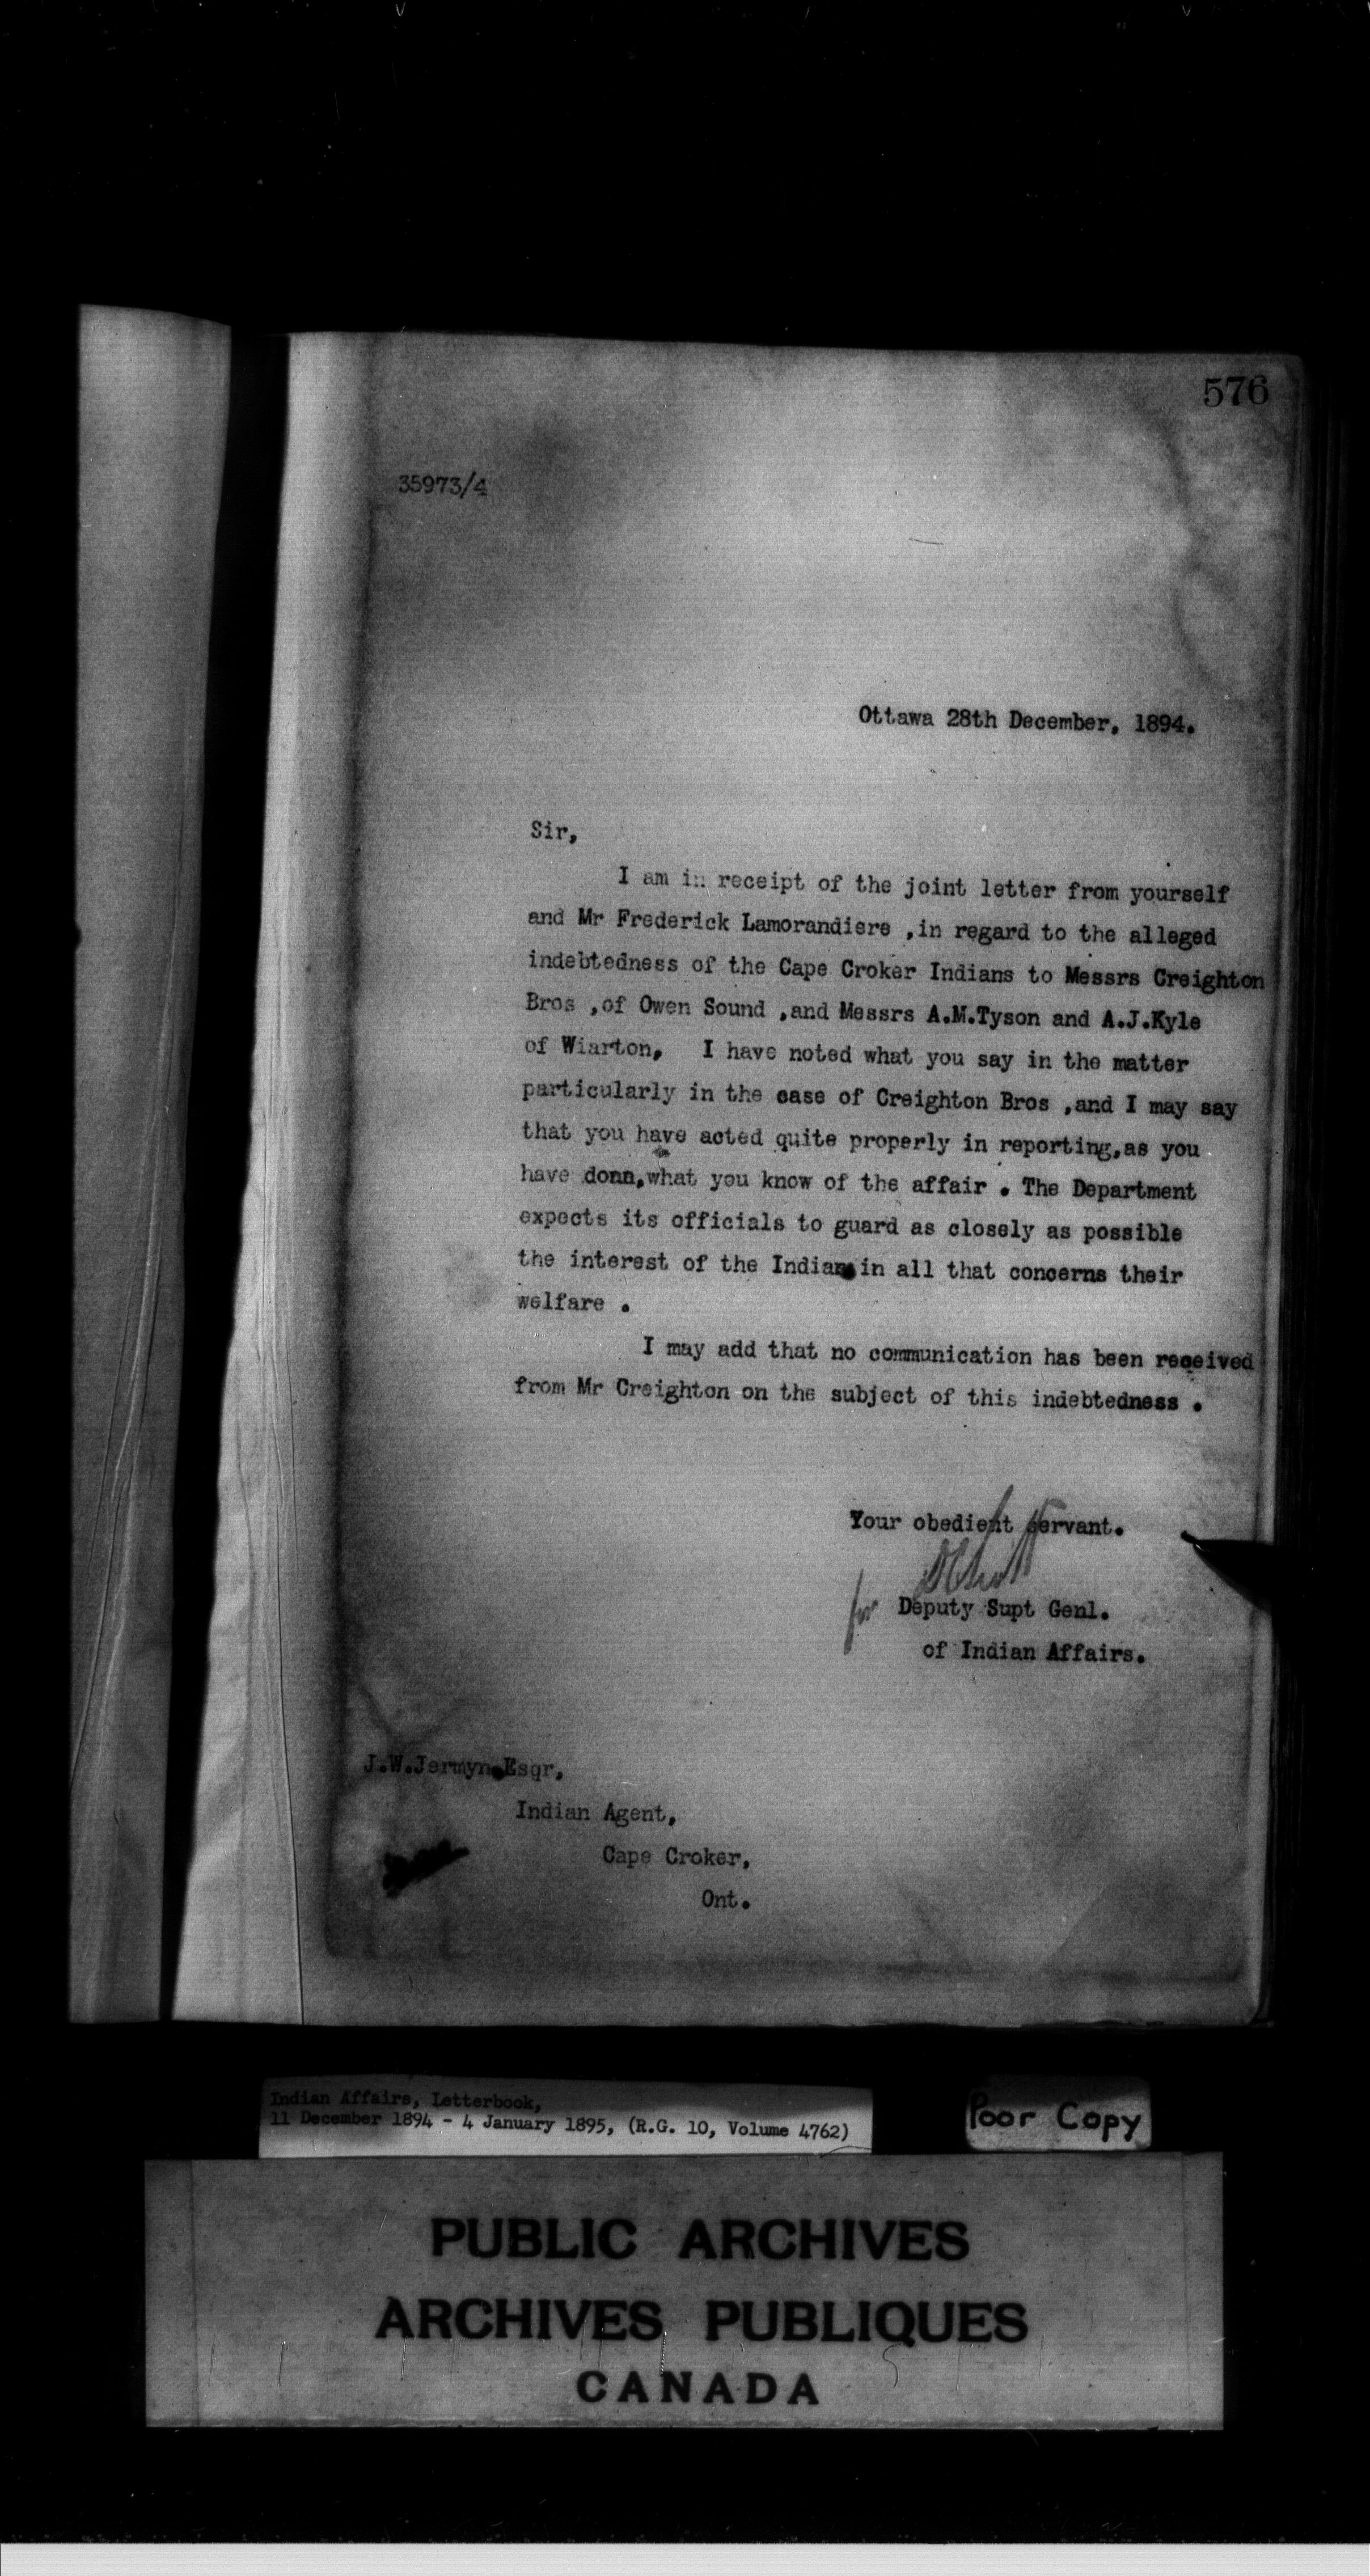 576
35973/4
Ottawa 28th December, 1894.
Sir,
I am in receipt of the joint letter from yourself
and Mr Frederick Lamorandiere ,in regard to the alleged
indebtedness of the Cape Croker Indians to Messrs Creighton
Bros ,of Owen Sound ,and Messrs A.M.Tyson and A.J.Kyle
of Wiarton, I have noted what you say in the matter
particularly in the case of Creighton Bros ,and I may say
that you have acted quite properly in reporting,as you
have donn,what you know of the affair . The Department
expects its officials to guard as closely as possible
the interest of the Indians in all that concerns their
welfare .
I may add that no communication has been received
from Mr Creighton on the subject of this indebtedness .
Your obedient servant.
for Deputy Supt Genl.
of Indian Affairs.
J.W.Jermyn Esqr,
Indian Agent,
Cape Croker,
Ont.
Indian Affairs, Letterbook,
11 December 1894 - 4 January 1895, (R.G. 10, Volume 4762)
Poor Copy
PUBLIC ARCHIVES
ARCHIVES PUBLIQUES
CANADA